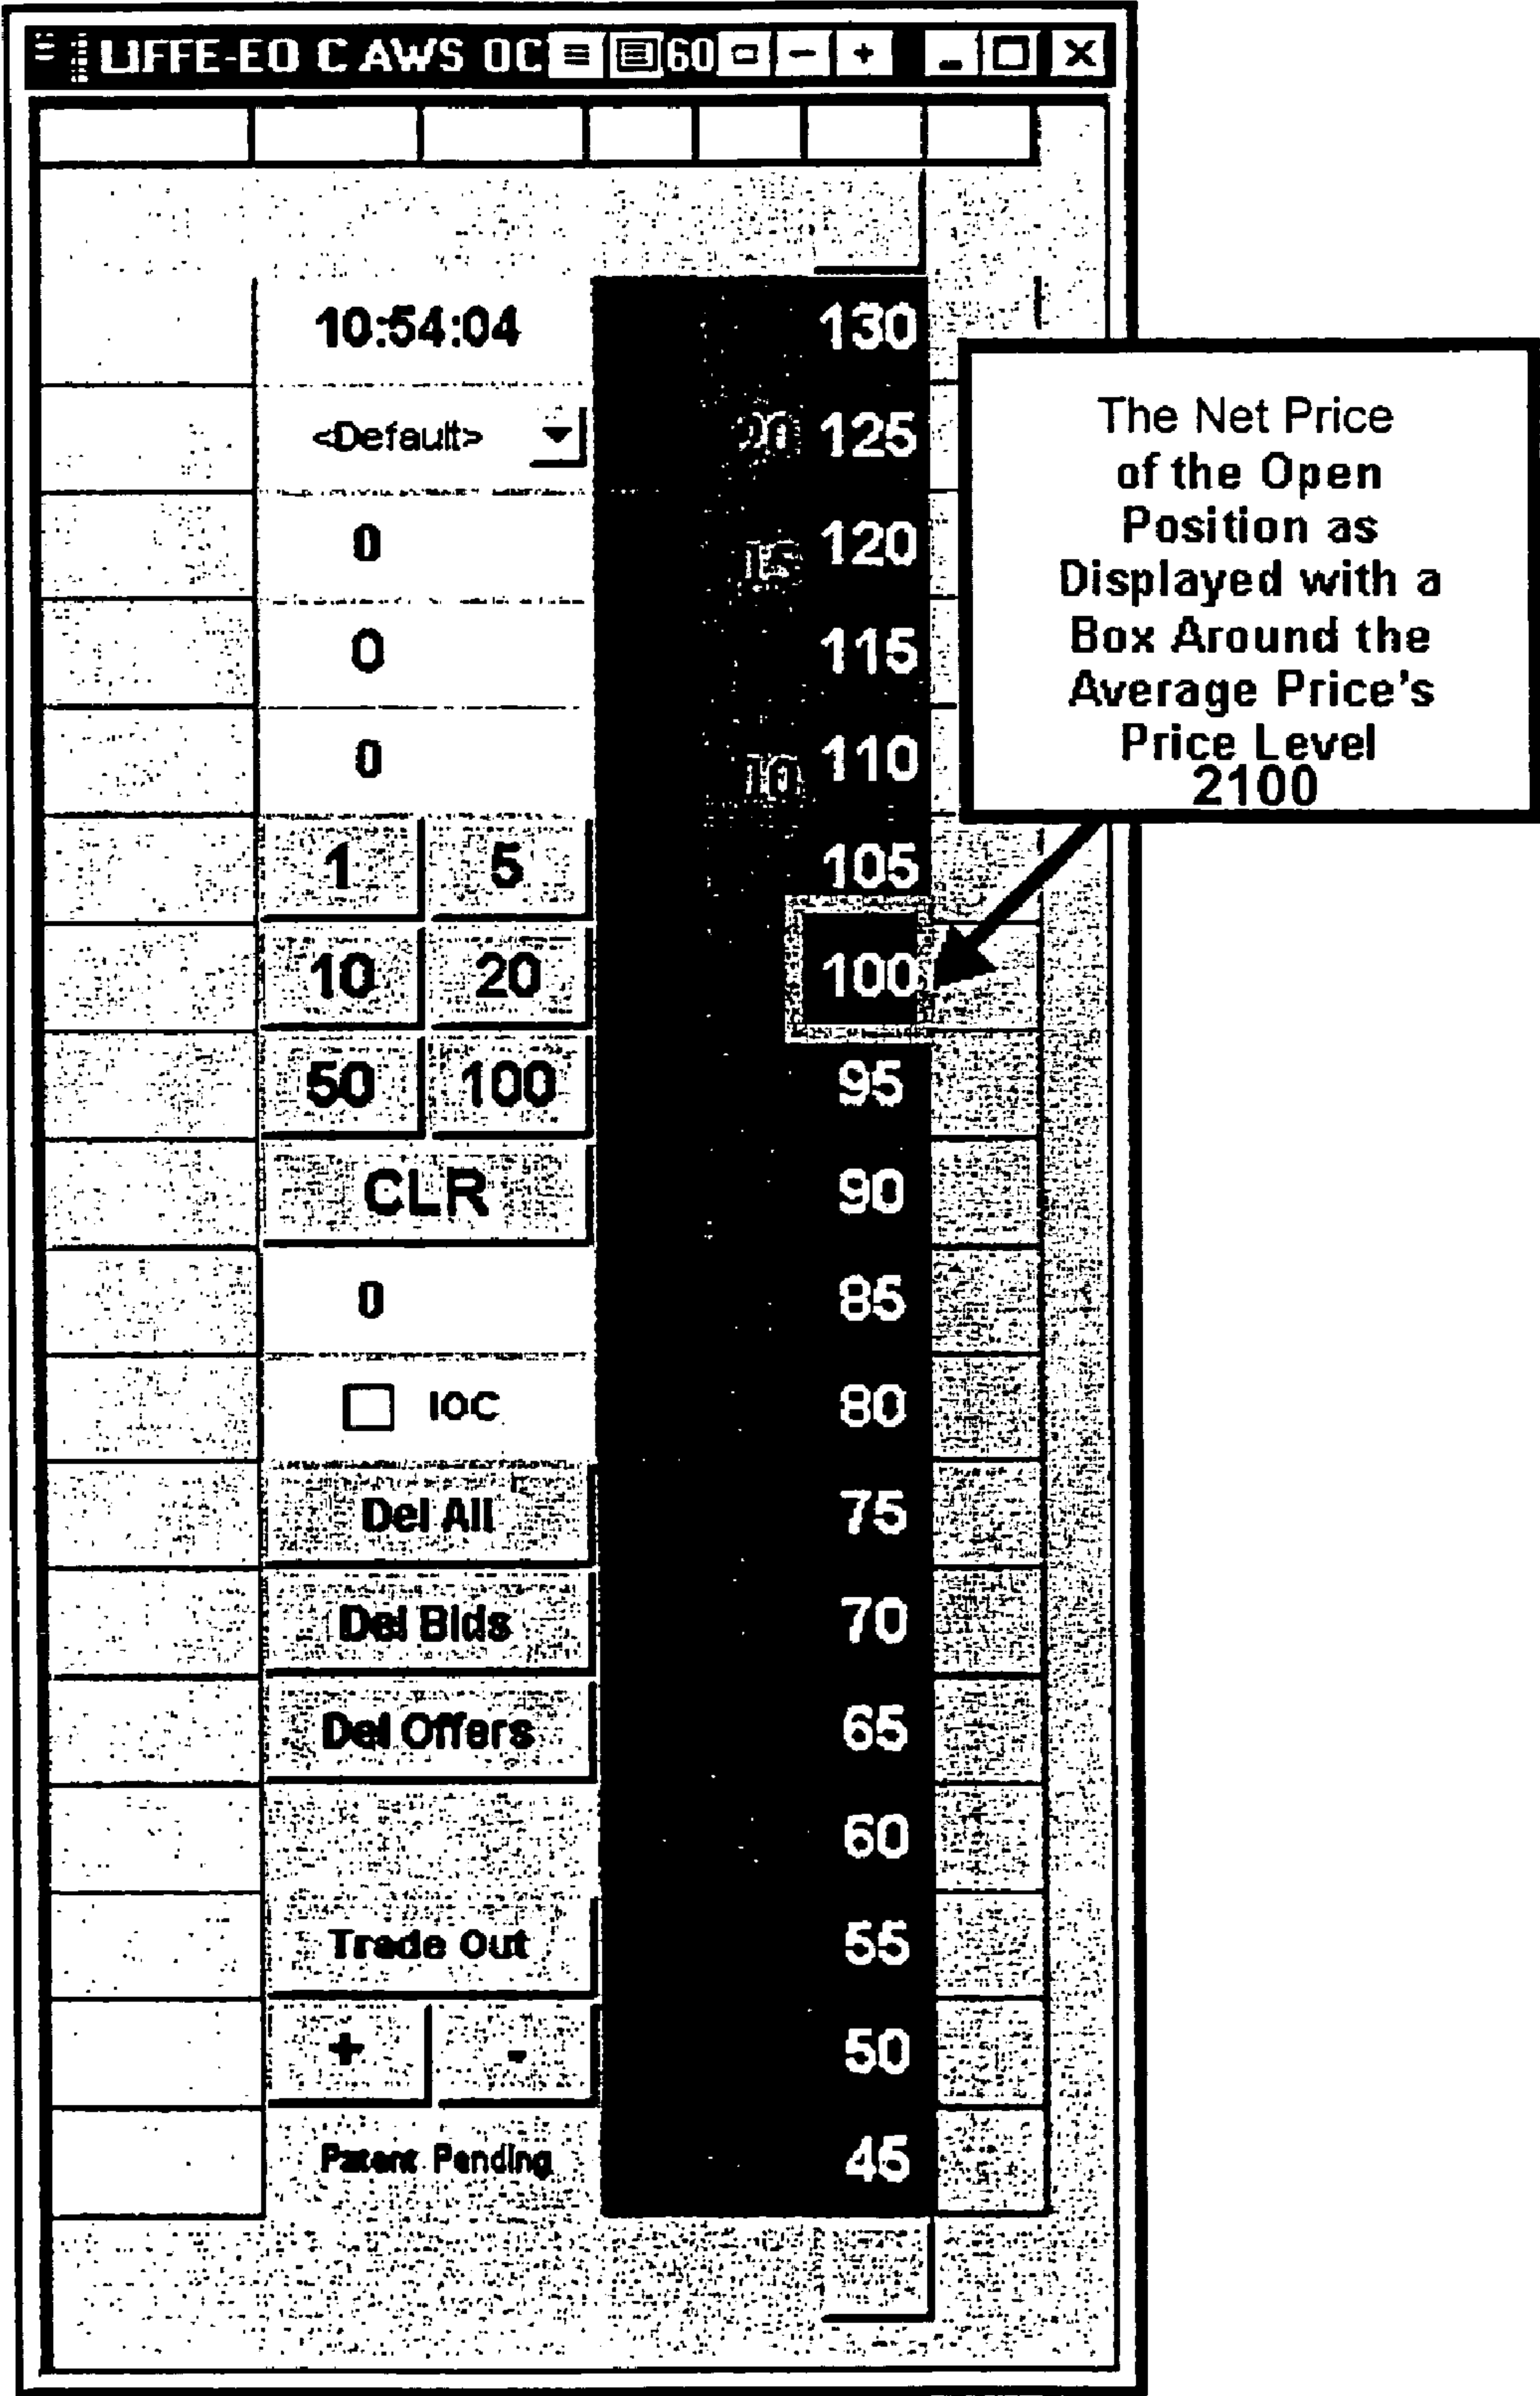 LIFFE-EO C AWS OC 60
10:54:04 130
<Default> 20 125
0 15 120
0 115
0 10 110
1 5 105
10 20 100
50 100 95
CLR 90
0 85
IOC 80
Del All 75
Del Bids 70
Del Offers 65
60
Trade Out 55
+ - 50
Patent Pending 45
The Net Price
of the Open
Position as
Displayed with a
Box Around the
Average Price's
Price Level
2100